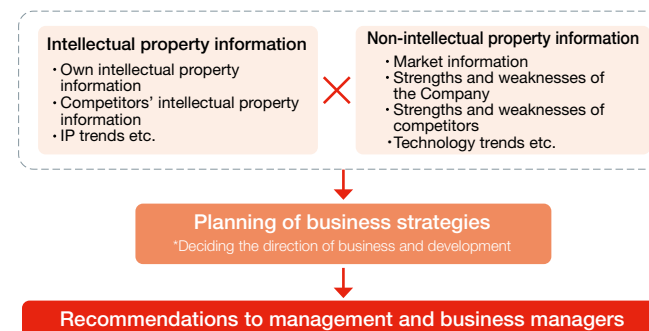 Intellectual property information
・Own intellectual property
information
・Competitors’ intellectual property
information
・IP trends etc.
Non-intellectual property information
・Market information
・Strengths and weaknesses of
the Company
・Strengths and weaknesses of
competitors
・Technology trends etc.
Planning of business strategies
*Deciding the direction of business and development
Recommendations to management and business managers